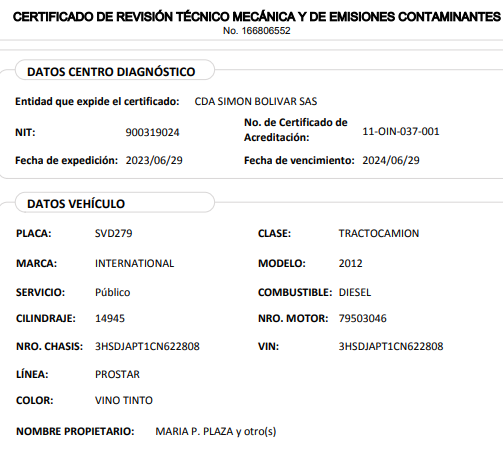 CERTIFICADO DE REVISIÓN TÉCNICO MECÁNICA Y DE EMISIONES CONTAMINANTES
No. 166806552
DATOS CENTRO DIAGNÓSTICO
Entidad que expide el certificado: CDA SIMON BOLIVAR SAS
NIT: 900319024 No. de Certificado de Acreditación: 11-OIN-037-001
Fecha de expedición: 2023/06/29 Fecha de vencimiento: 2024/06/29
DATOS VEHÍCULO
PLACA: SVD279 CLASE: TRACTOCAMION
MARCA: INTERNATIONAL MODELO: 2012
SERVICIO: Público COMBUSTIBLE: DIESEL
CILINDRAJE: 14945 NRO. MOTOR: 79503046
NRO. CHASIS: 3HSDJAPT1CN622808 VIN: 3HSDJAPT1CN622808
LÍNEA: PROSTAR
COLOR: VINO TINTO
NOMBRE PROPIETARIO: MARIA P. PLAZA y otro(s)